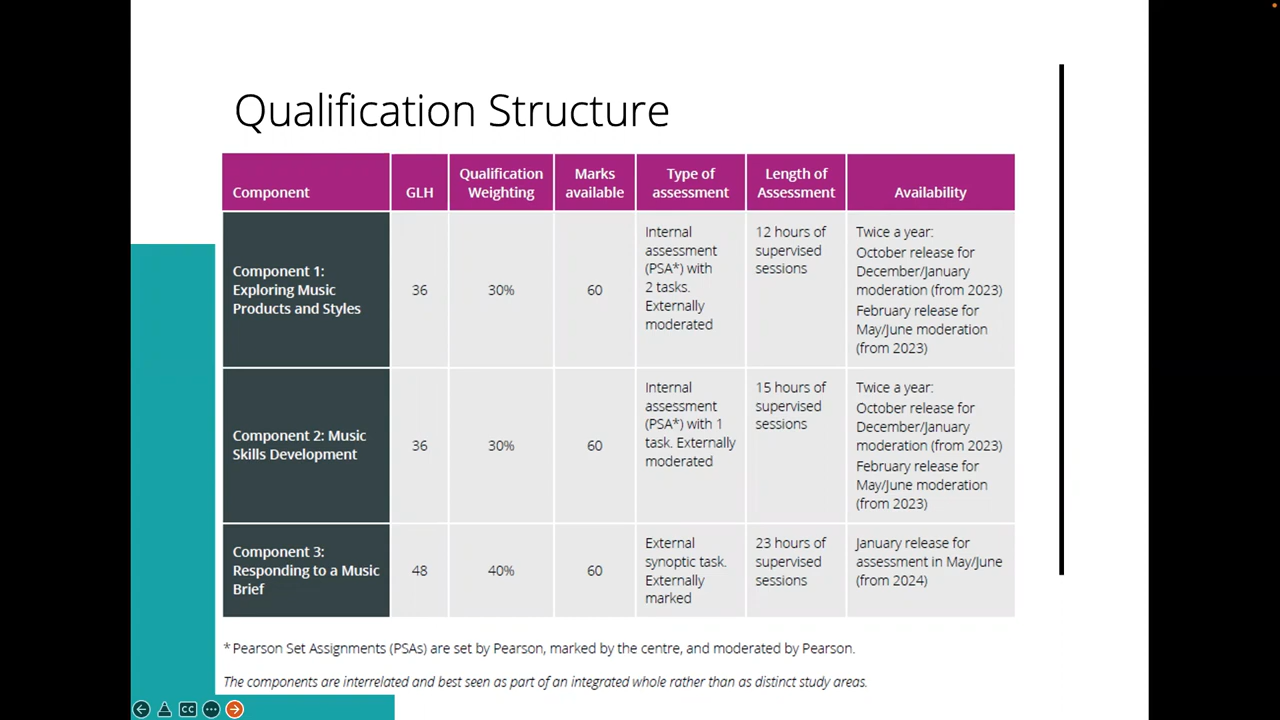 Qualification Structure
Component
GLH
Qualification
Weighting
Marks
available
Type of
assessment
Length of
Assessment
Availability
Component 1:
Exploring Music
Products and Styles
36
30%
60
Internal
assessment
(PSA*) with
2 tasks.
Externally
moderated
12 hours of
supervised
sessions
Twice a year:
October release for
December/January
moderation (from 2023)
February release for
May/June moderation
(from 2023)
Component 2: Music
Skills Development
36
30%
60
Internal
assessment
(PSA*) with 1
task. Externally
moderated
15 hours of
supervised
sessions
Twice a year:
October release for
December/January
moderation (from 2023)
February release for
May/June moderation
(from 2023)
Component 3:
Responding to a Music
Brief
48
40%
60
External
synoptic task.
Externally
marked
23 hours of
supervised
sessions
January release for
assessment in May/June
(from 2024)
* Pearson Set Assignments (PSAs) are set by Pearson, marked by the centre, and moderated by Pearson.
The components are interrelated and best seen as part of an integrated whole rather than as distinct study areas.
CC